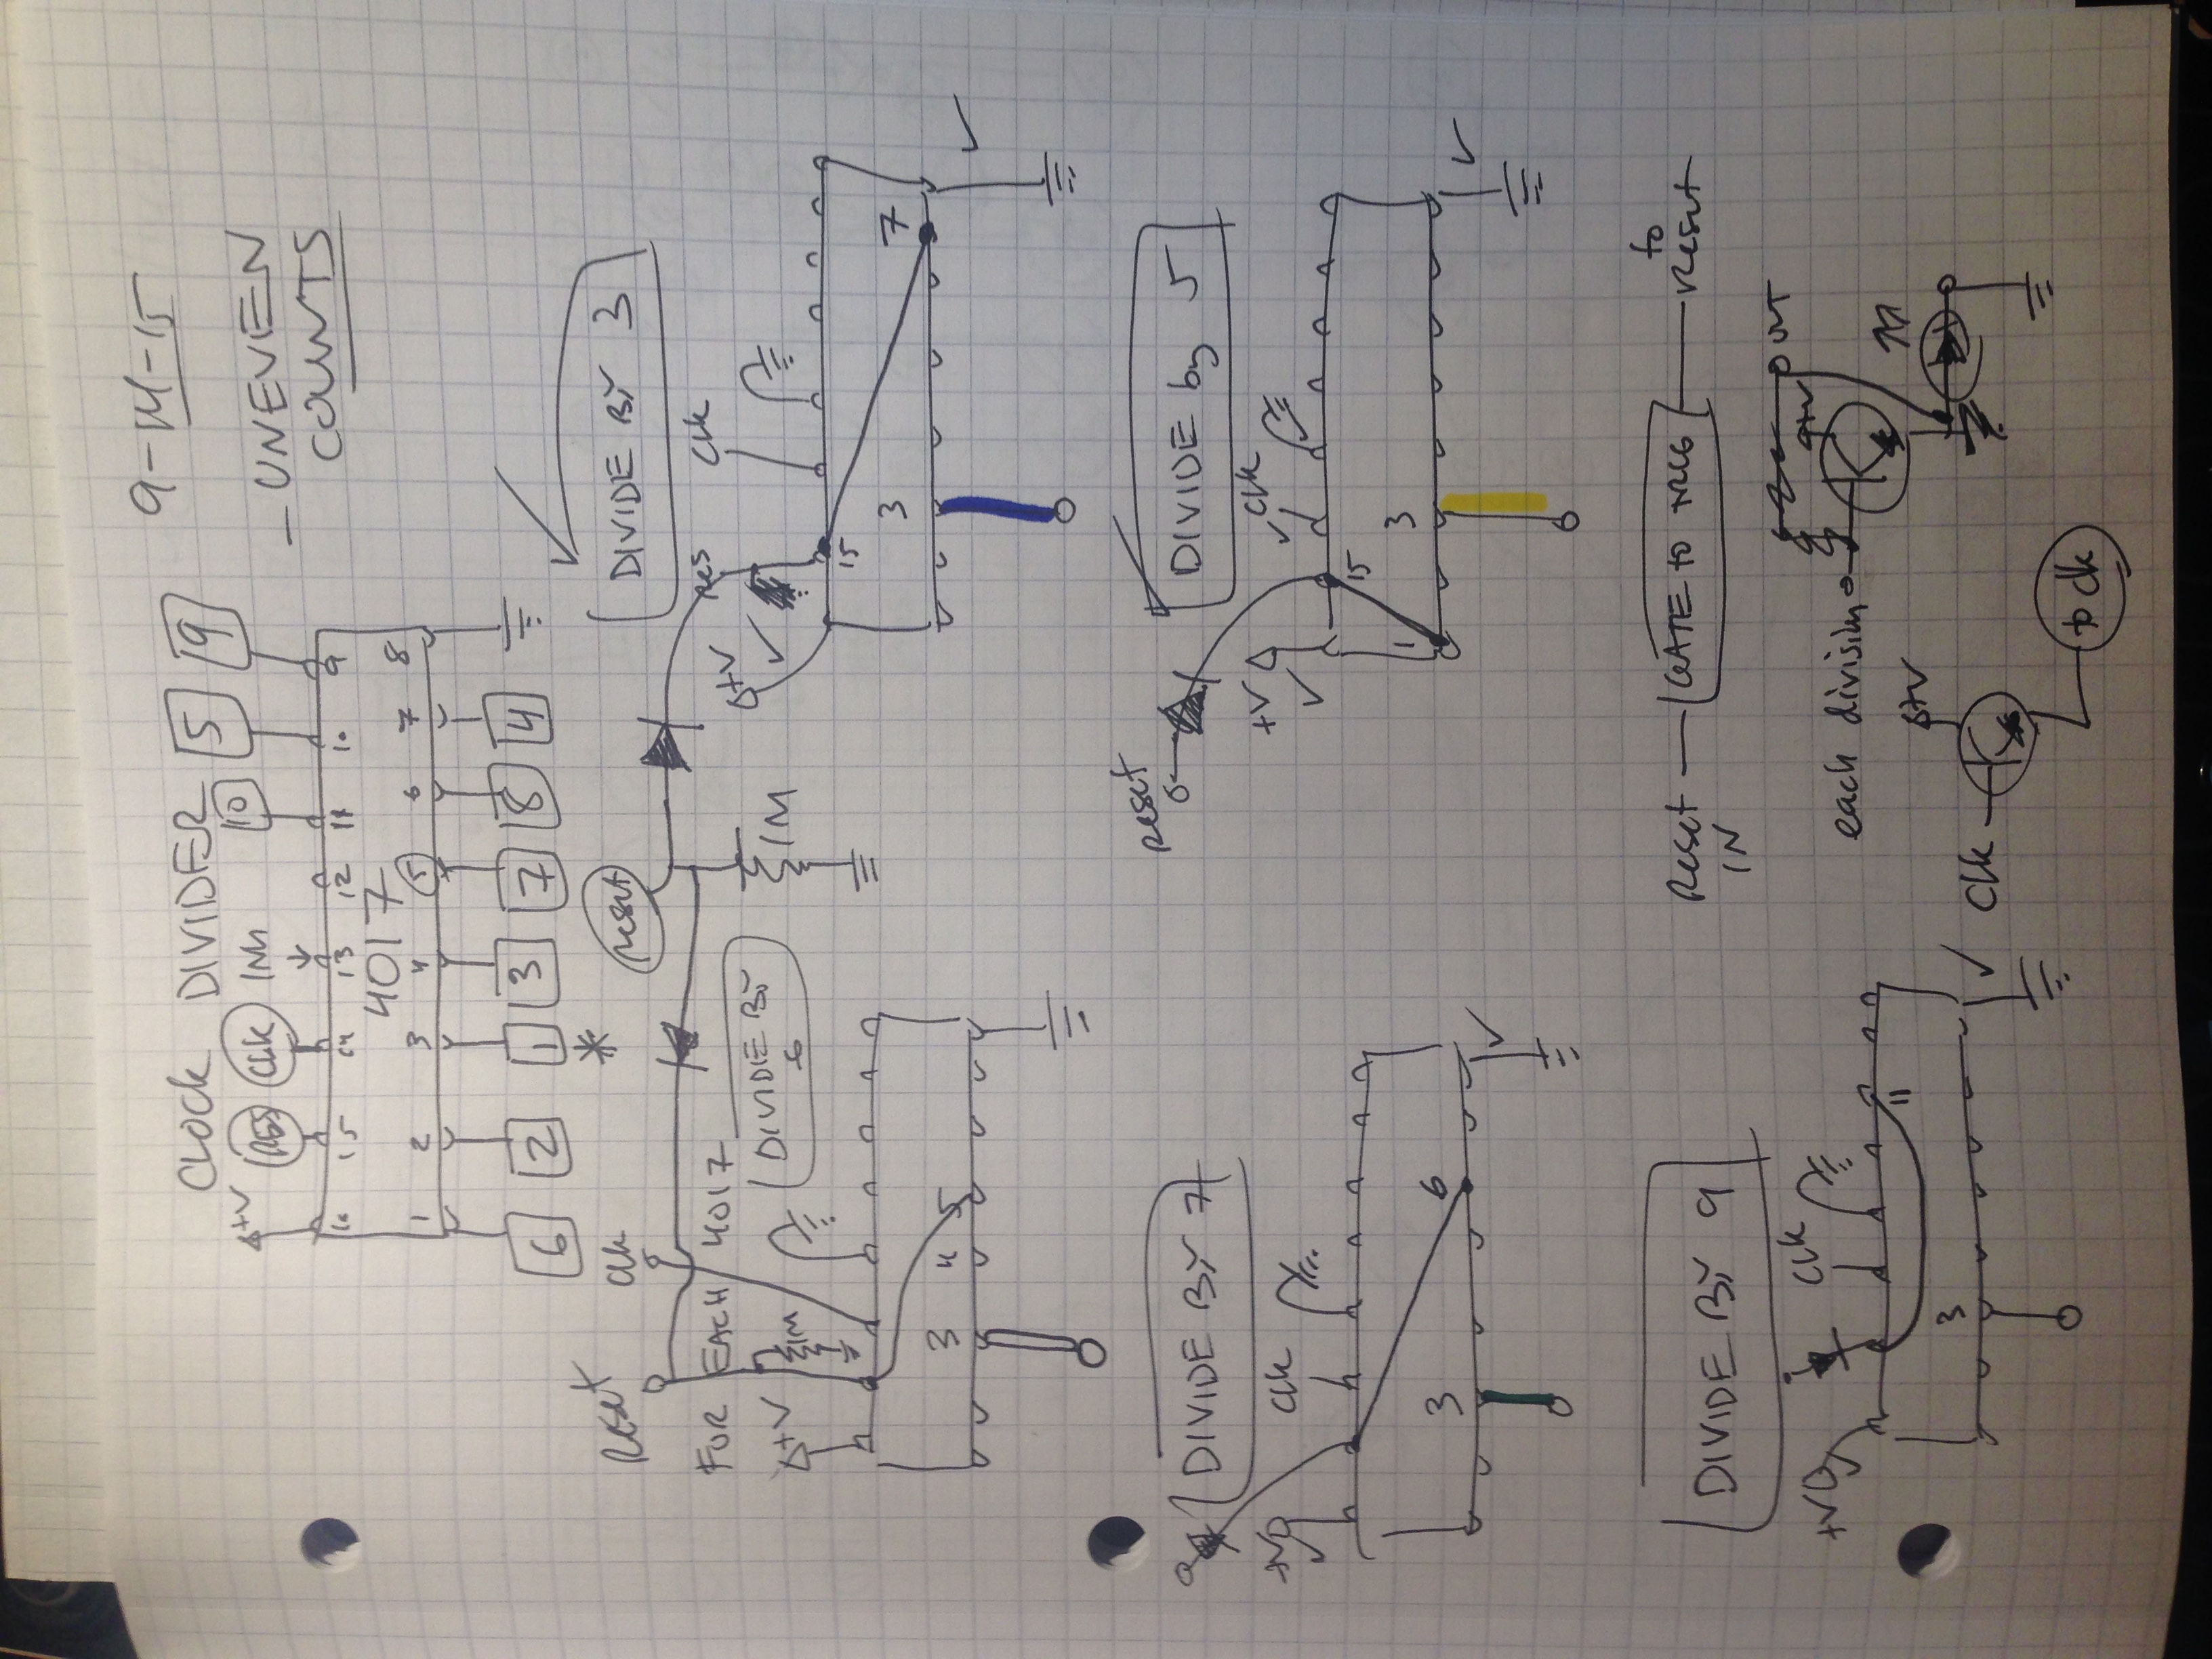 9-14-15
CLOCK DIVIDER
- UNEVEN
COUNTS
+V RES CLK INH 10 5 9
16 15 14 13 12 11 10 9
4017
1 2 3 4 5 6 7 8
6 2 1 3 7 8 4
*
Reset CLK reset
DIVIDE BY 3
FOR EACH 4017
DIVIDE BY
6
+V 1M
1M
+V RES CLK
15
3 7
3 4 5
DIVIDE BY 7
reset
DIVIDE by 5
+V CLK
+V CLK
15
3 6
1 3
DIVIDE BY 9
Reset GATE to TRIG to
IN Reset
+V CLK
11
3
OUT
+V
each division
+V
CLK
to clk